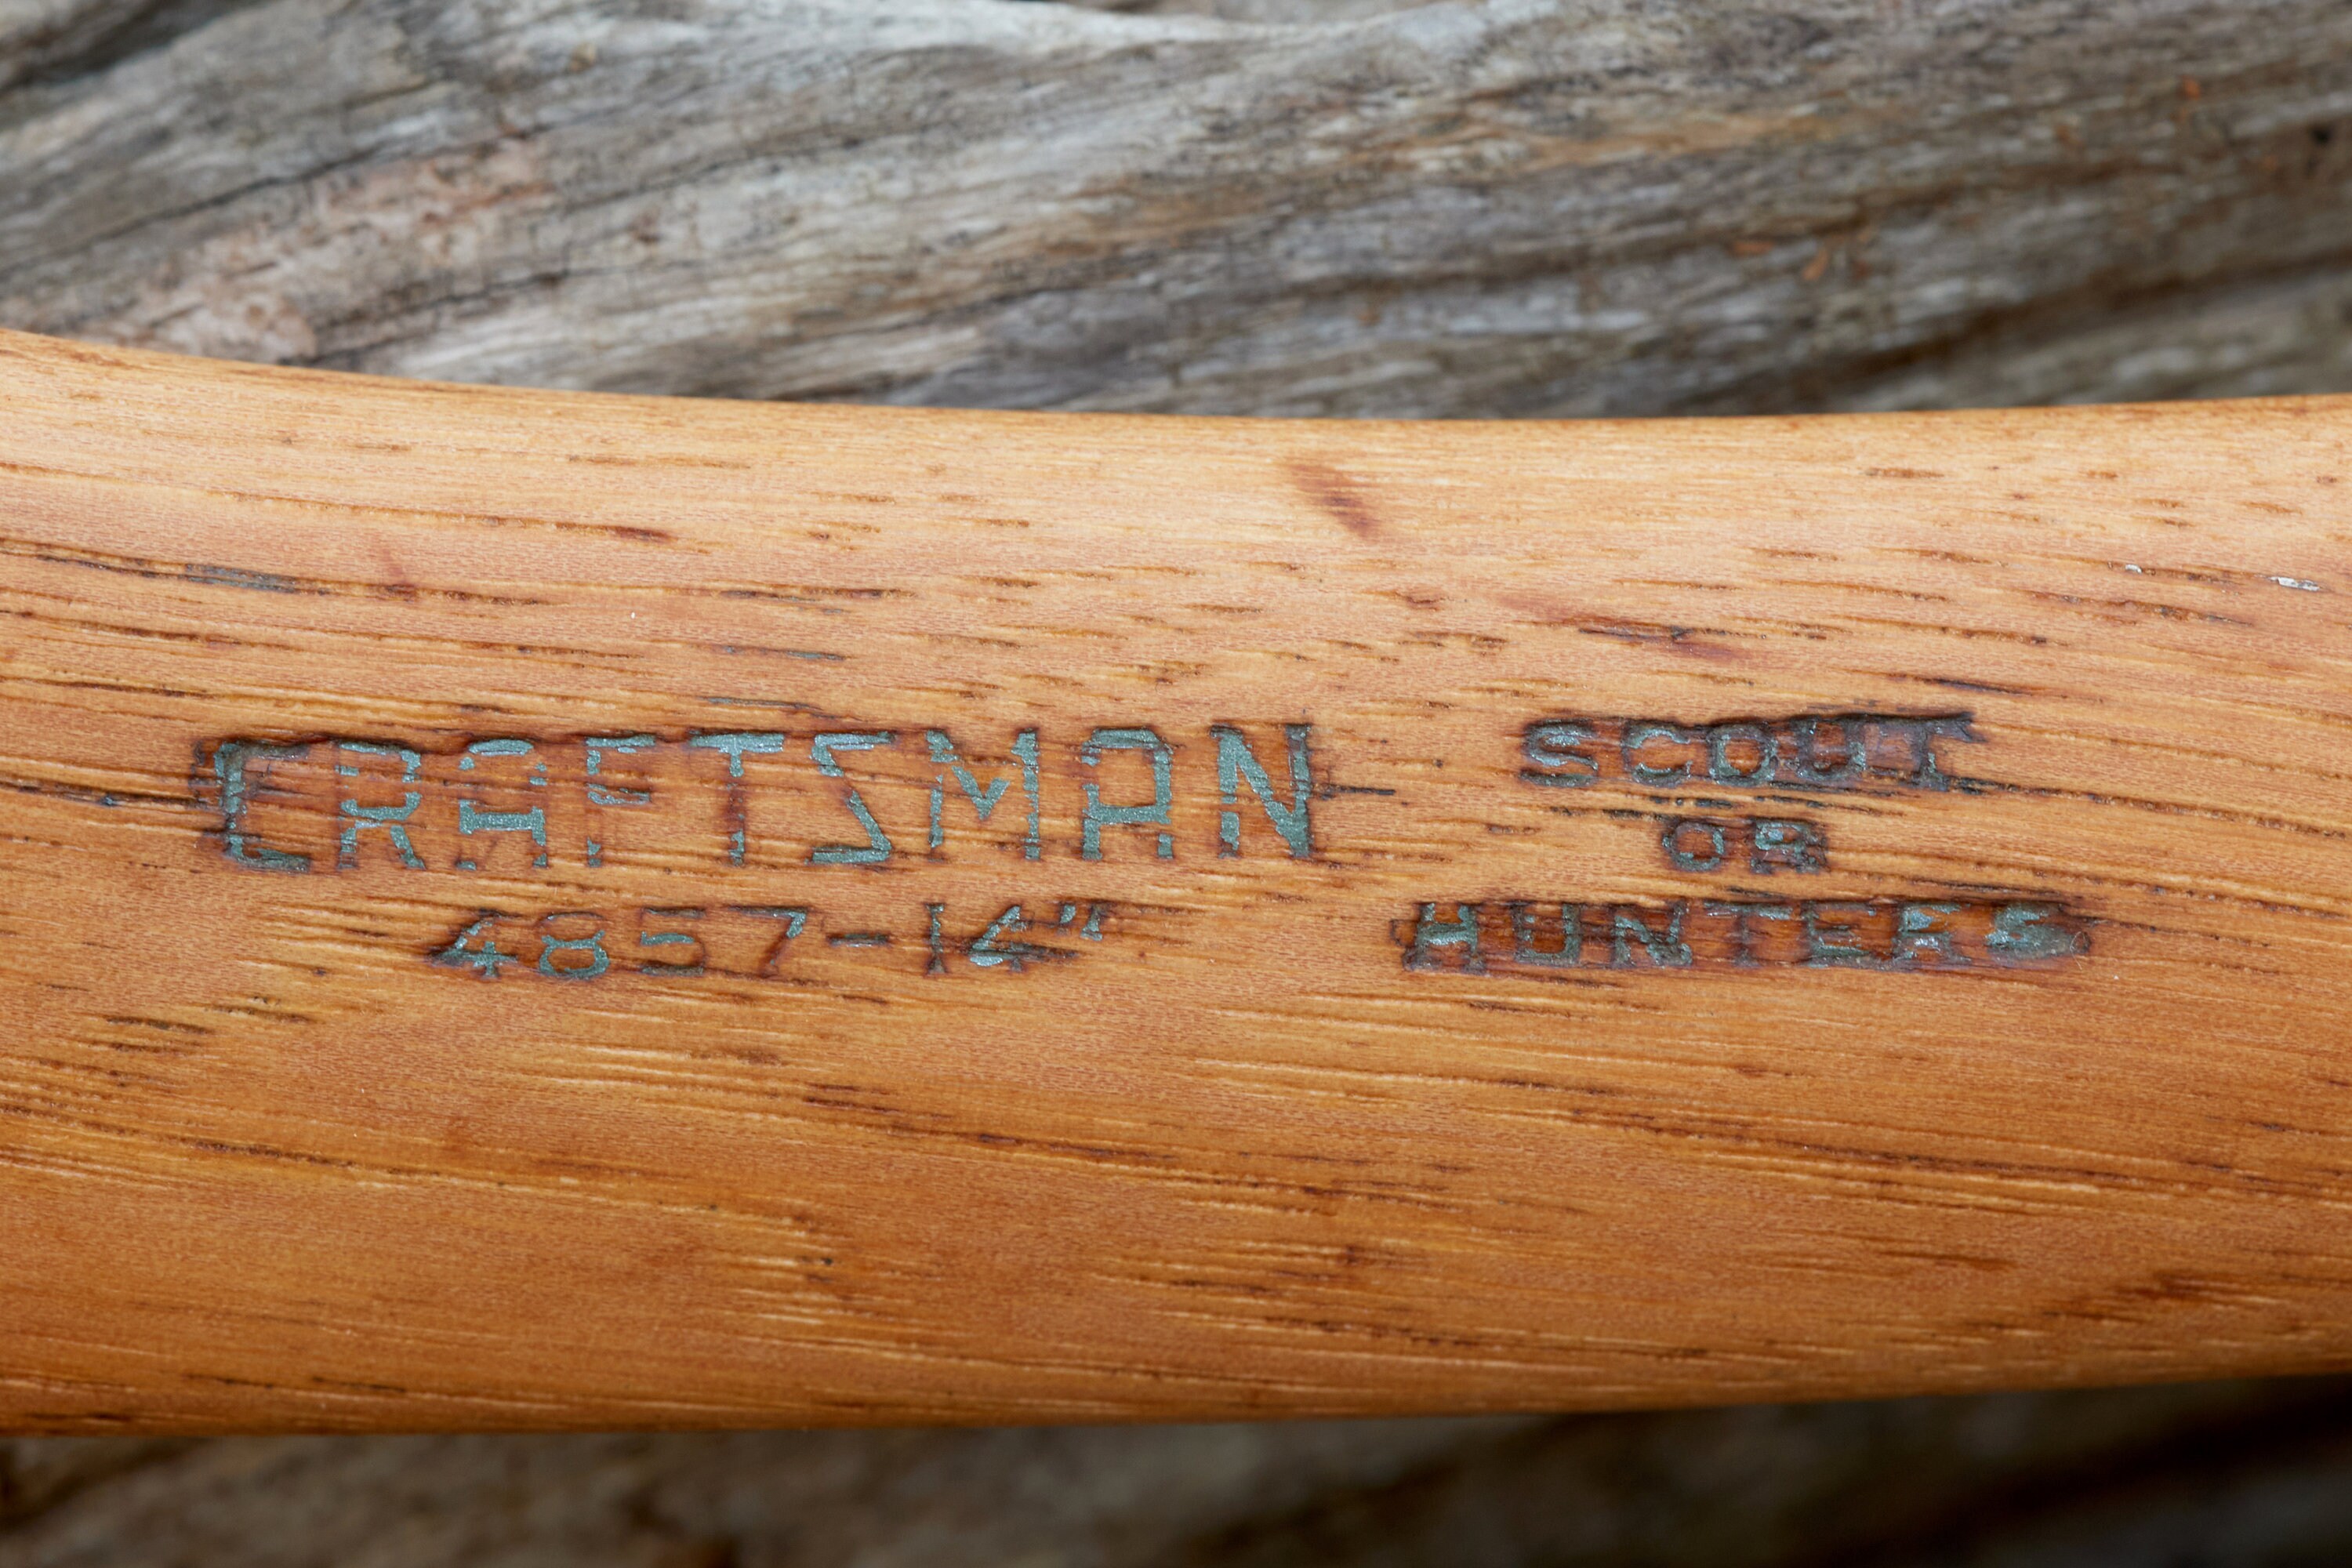 CRAFTSMAN
4857-14"
SCOUT
OR
HUNTERS